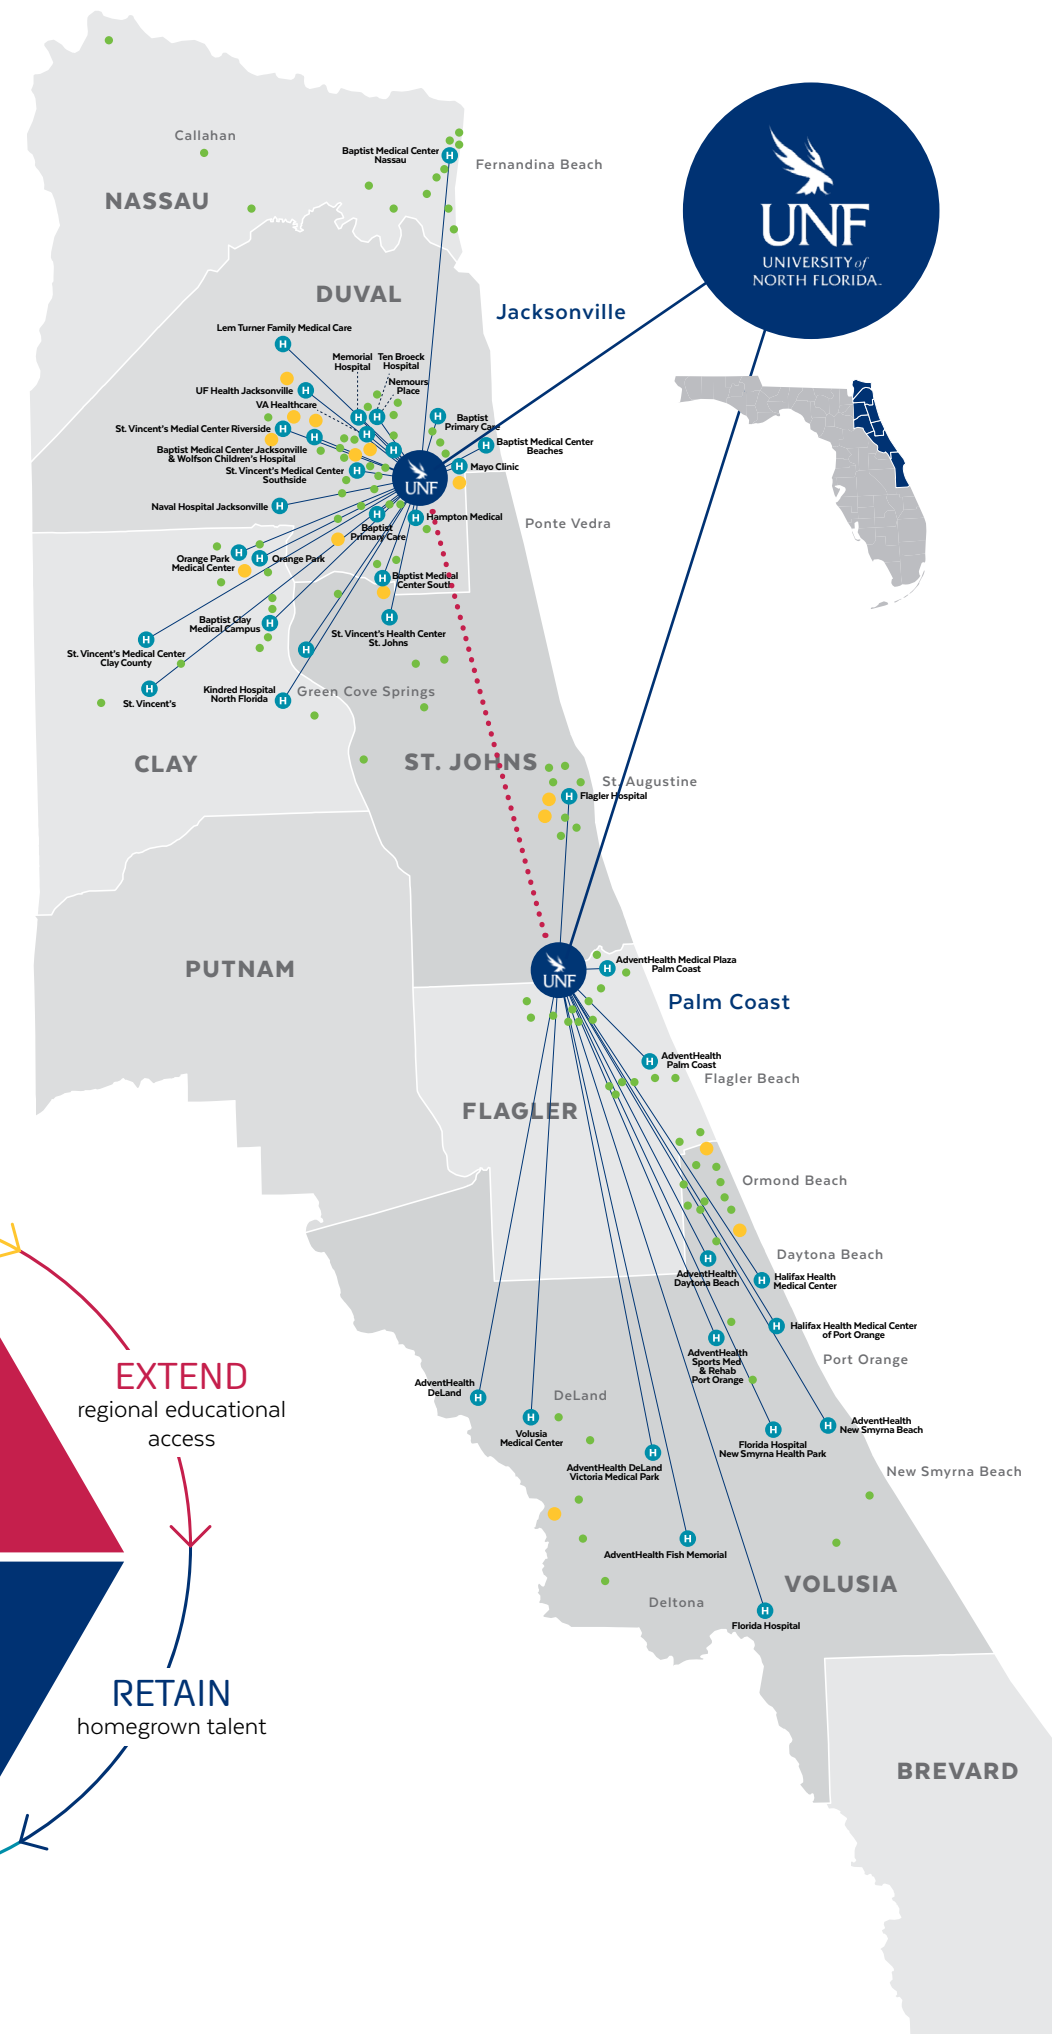 Callahan
Baptist Medical Center
Nassau
H
Fernandina Beach
NASSAU
UNF
UNIVERSITY of
NORTH FLORIDA
DUVAL
Jacksonville
Lem Turner Family Medical Care
H
Memorial
Hospital
Ten Broeck
Hospital
Nemours
Place
UF Health Jacksonville
H
VA Healthcare
H
H
H
Baptist
Primary Care
H
St. Vincent's Medial Center Riverside
H
H
H
H
Baptist Medical Center
Beaches
Baptist Medical Center Jacksonville
& Wolfson Children's Hospital
H
Mayo Clinic
St. Vincent's Medical Center
Southside
H
UNF
Naval Hospital Jacksonville
H
H
H
Hampton Medical
Ponte Vedra
Baptist
Primary Care
Orange Park
Medical Center
H
H
Orange Park
H
Baptist Medical
Center South
Baptist Clay
Medical Campus
H
H
St. Vincent's Health Center
St. Johns
H
St. Vincent's Medical Center
Clay County
H
H
St. Vincent's
Kindred Hospital
North Florida
H
Green Cove Springs
CLAY
ST. JOHNS
St. Augustine
H
Flagler Hospital
PUTNAM
UNF
H
AdventHealth Medical Plaza
Palm Coast
Palm Coast
H
AdventHealth
Palm Coast
Flagler Beach
FLAGLER
Ormond Beach
Daytona Beach
H
AdventHealth
Daytona Beach
H
Halifax Health
Medical Center
H
Halifax Health Medical Center
of Port Orange
H
AdventHealth
Sports Med
& Rehab
Port Orange
Port Orange
EXTEND
regional educational
access
AdventHealth
DeLand
H
DeLand
H
Volusia
Medical Center
H
AdventHealth
New Smyrna Beach
H
Florida Hospital
New Smyrna Health Park
H
AdventHealth DeLand
Victoria Medical Park
New Smyrna Beach
H
AdventHealth Fish Memorial
VOLUSIA
Deltona
H
Florida Hospital
RETAIN
homegrown talent
BREVARD